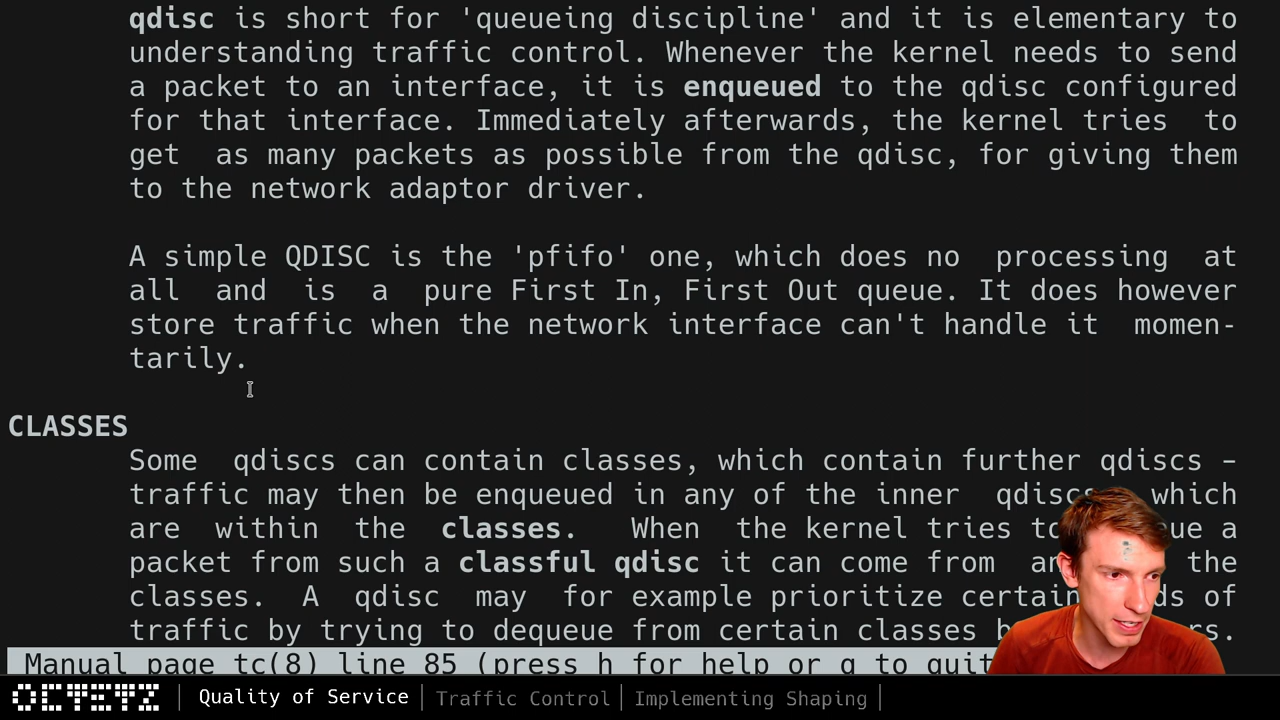 qdisc is short for 'queueing discipline' and it is elementary to
understanding traffic control. Whenever the kernel needs to send
a packet to an interface, it is enqueued to the qdisc configured
for that interface. Immediately afterwards, the kernel tries to
get as many packets as possible from the qdisc, for giving them
to the network adaptor driver.
A simple QDISC is the 'pfifo' one, which does no processing at
all and is a pure First In, First Out queue. It does however
store traffic when the network interface can't handle it momen-
tarily.
CLASSES
Some qdiscs can contain classes, which contain further qdiscs -
traffic may then be enqueued in any of the inner qdiscs, which
are within the classes. When the kernel tries to a
packet from such a classful qdisc it can come from the
classes. A qdisc may for example prioritize certain of
traffic by trying to dequeue from certain classes
Manual page tc(8) line 85 (press h for help or q to quit
OCTETZ Quality of Service Traffic Control Implementing Shaping